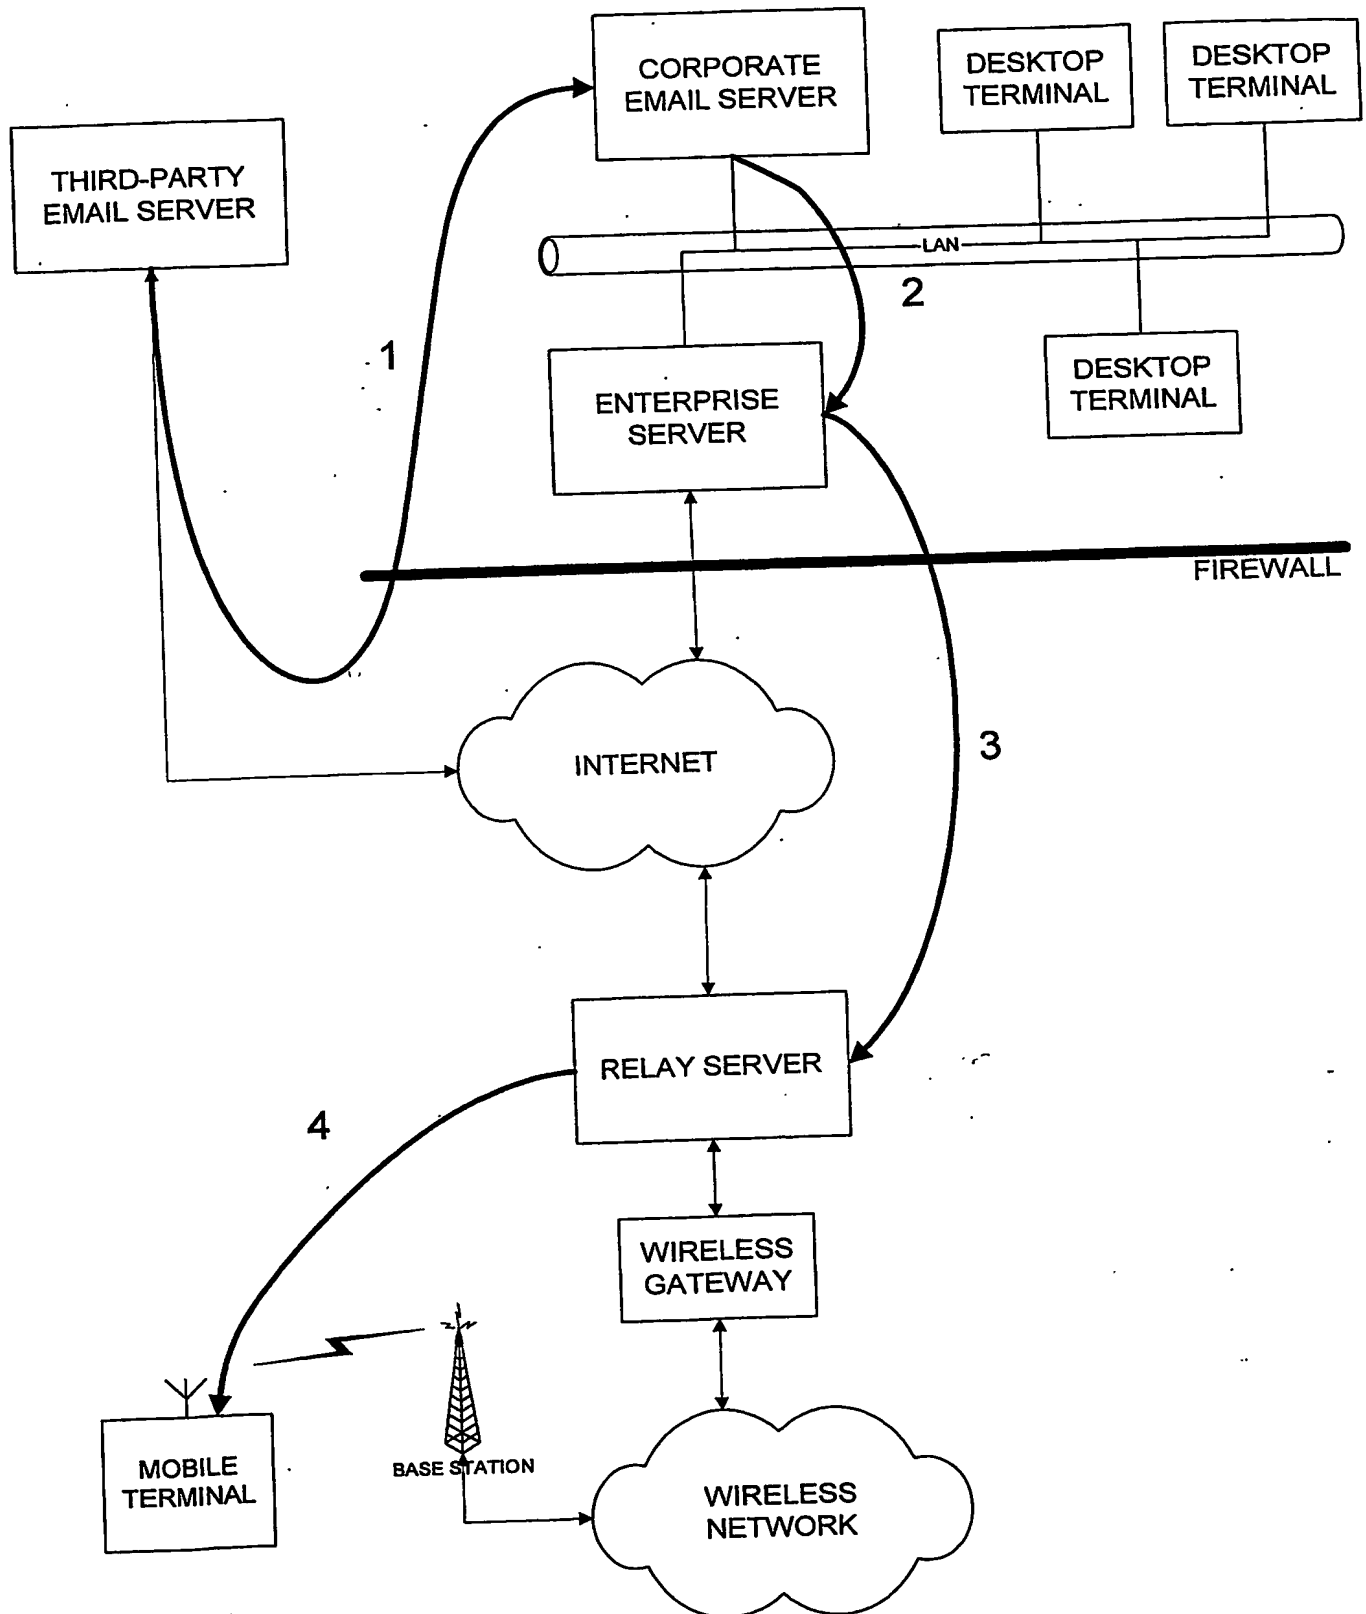 CORPORATE
EMAIL SERVER
DESKTOP
TERMINAL
DESKTOP
TERMINAL
THIRD-PARTY
EMAIL SERVER
LAN
2
1
DESKTOP
TERMINAL
ENTERPRISE
SERVER
FIREWALL
INTERNET
3
RELAY SERVER
4
WIRELESS
GATEWAY
MOBILE
TERMINAL
BASE STATION
WIRELESS
NETWORK